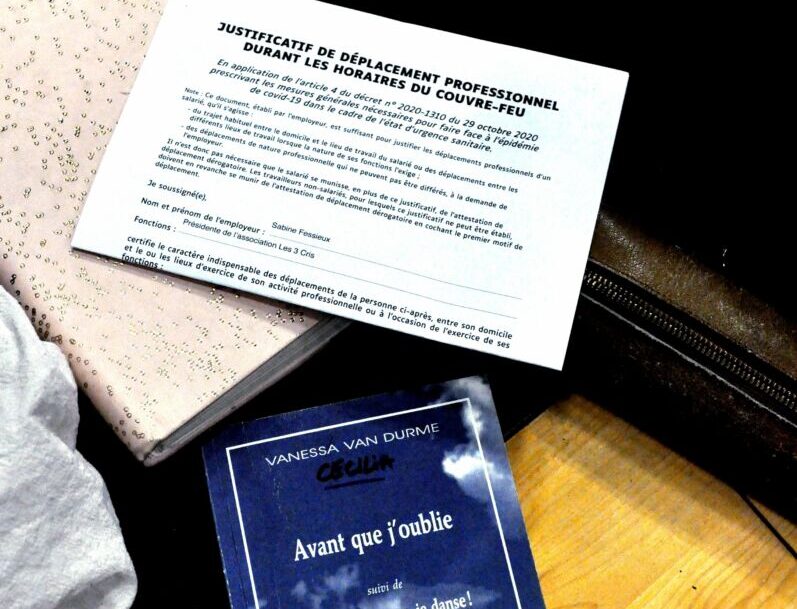 JUSTIFICATIF DE DÉPLACEMENT PROFESSIONNEL
DURANT LES HORAIRES DU COUVRE-FEU
En application de l'article 4 du décret n° 2020-1310 du 29 octobre 2020
prescrivant les mesures générales nécessaires pour faire face à l'épidémie
de covid-19 dans le cadre de l'état d'urgence sanitaire.
Note : Ce document, établi par l'employeur, est suffisant pour justifier les déplacements professionnels d'un
salarié, qu'il s'agisse :
- du trajet habituel entre le domicile et le lieu de travail du salarié ou des déplacements entre les
différents lieux de travail lorsque la nature de ses fonctions l'exige ;
- des déplacements de nature professionnelle qui ne peuvent pas être différés, à la demande de
l'employeur.
Il n'est donc pas nécessaire que le salarié se munisse, en plus de ce justificatif, de l'attestation de
déplacement dérogatoire. Les travailleurs non-salariés, pour lesquels ce justificatif ne peut être établi,
doivent en revanche se munir de l'attestation de déplacement dérogatoire en cochant le premier motif de
déplacement.
Je soussigné(e),
Nom et prénom de l'employeur : Sabine Fessieux
Fonctions : Présidente de l'association Les 3 Cris
certifie le caractère indispensable des déplacements de la personne ci-après, entre son domicile
et le ou les lieux d'exercice de son activité professionnelle ou à l'occasion de l'exercice de ses
fonctions :
VANESSA VAN DURME
CECILIA
Avant que j'oublie
suivi de
danse !